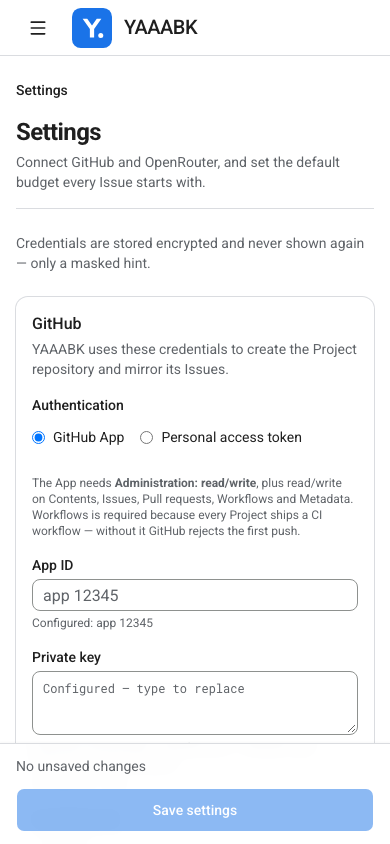 Y. YAAABK
Settings
Settings
Connect GitHub and OpenRouter, and set the default
budget every Issue starts with.
Credentials are stored encrypted and never shown again
— only a masked hint.
GitHub
YAAABK uses these credentials to create the Project
repository and mirror its Issues.
Authentication
GitHub App Personal access token
The App needs Administration: read/write, plus read/write
on Contents, Issues, Pull requests, Workflows and Metadata.
Workflows is required because every Project ships a CI
workflow — without it GitHub rejects the first push.
App ID
app 12345
Configured: app 12345
Private key
Configured — type to replace
No unsaved changes
Save settings